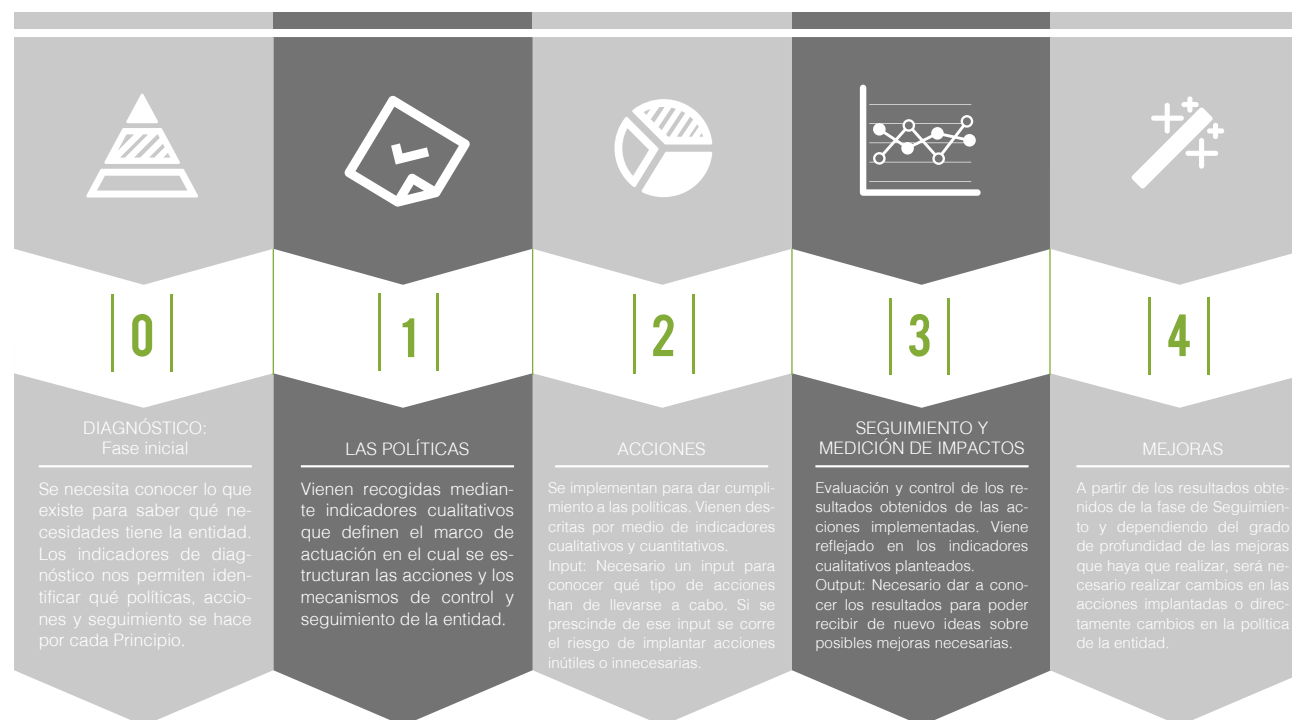 0
DIAGNÓSTICO:
Fase inicial
Se necesita conocer lo que
existe para saber qué ne-
cesidades tiene la entidad.
Los indicadores de diag-
nóstico nos permiten iden-
tificar qué políticas, accio-
nes y seguimiento se hace
por cada Principio.
1
LAS POLÍTICAS
Vienen recogidas median-
te indicadores cualitativos
que definen el marco de
actuación en el cual se es-
tructuran las acciones y los
mecanismos de control y
seguimiento de la entidad.
2
ACCIONES
Se implementan para dar cumpli-
miento a las políticas. Vienen des-
critas por medio de indicadores
cualitativos y cuantitativos.
Input: Necesario un input para
conocer qué tipo de acciones
han de llevarse a cabo. Si se
prescinde de ese input se corre
el riesgo de implantar acciones
inútiles o innecesarias.
3
SEGUIMIENTO Y
MEDICIÓN DE IMPACTOS
Evaluación y control de los re-
sultados obtenidos de las ac-
ciones implementadas. Viene
reflejado en los indicadores
cualitativos planteados.
Output: Necesario dar a cono-
cer los resultados para poder
recibir de nuevo ideas sobre
posibles mejoras necesarias.
4
MEJORAS
A partir de los resultados obte-
nidos de la fase de Seguimien-
to y dependiendo del grado
de profundidad de las mejoras
que haya que realizar, será ne-
cesario realizar cambios en las
acciones implantadas o direc-
tamente cambios en la política
de la entidad.